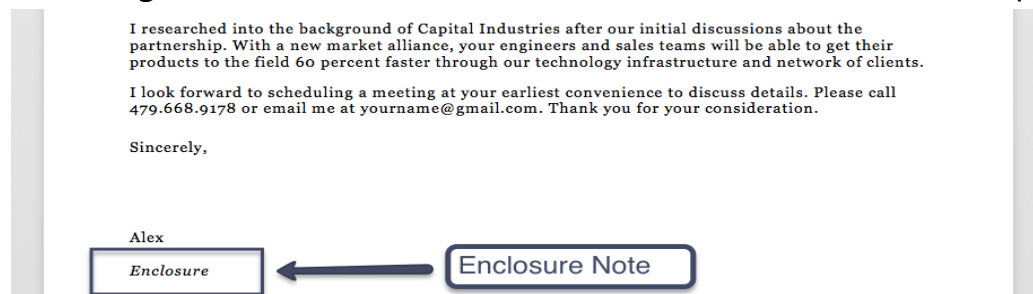 I researched into the background of Capital Industries after our initial discussions about the
partnership. With a new market alliance, your engineers and sales teams will be able to get their
products to the field 60 percent faster through our technology infrastructure and network of clients.
I look forward to scheduling a meeting at your earliest convenience to discuss details. Please call
479.668.9178 or email me at yourname@gmail.com. Thank you for your consideration.
Sincerely,
Alex
Enclosure
Enclosure Note